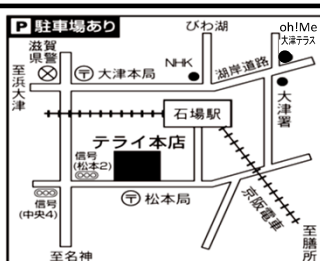 P 駐車場あり
びわ湖
oh!Me
大津テラス
滋賀
県警
〒大津本局
NHK
湖岸道路
至浜大津
大津署
石場駅
テライ本店
信号
(松本2)
信号
(中央4)
〒松本局
京阪電車
至名神
至膳所